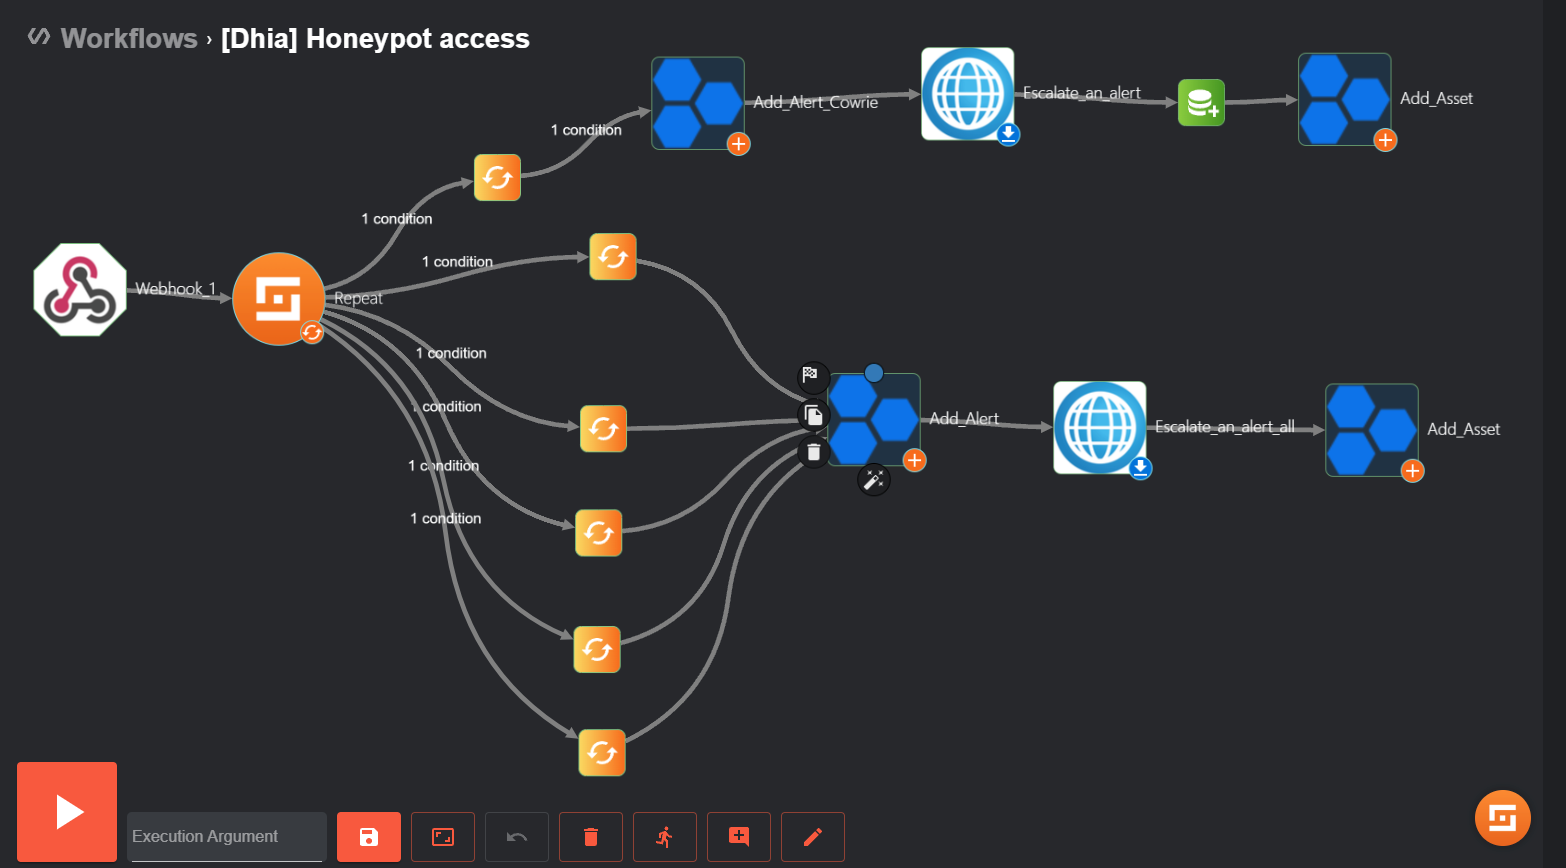 Workflows › [Dhia] Honeypot access
Add_Alert_Cowrie
Escalate_an_alert
Add_Asset
1 condition
1 condition
1 condition
Webhook_1
Repeat
1 condition
1 condition
Add_Alert
Escalate_an_alert_all
Add_Asset
1 condition
1 condition
Execution Argument